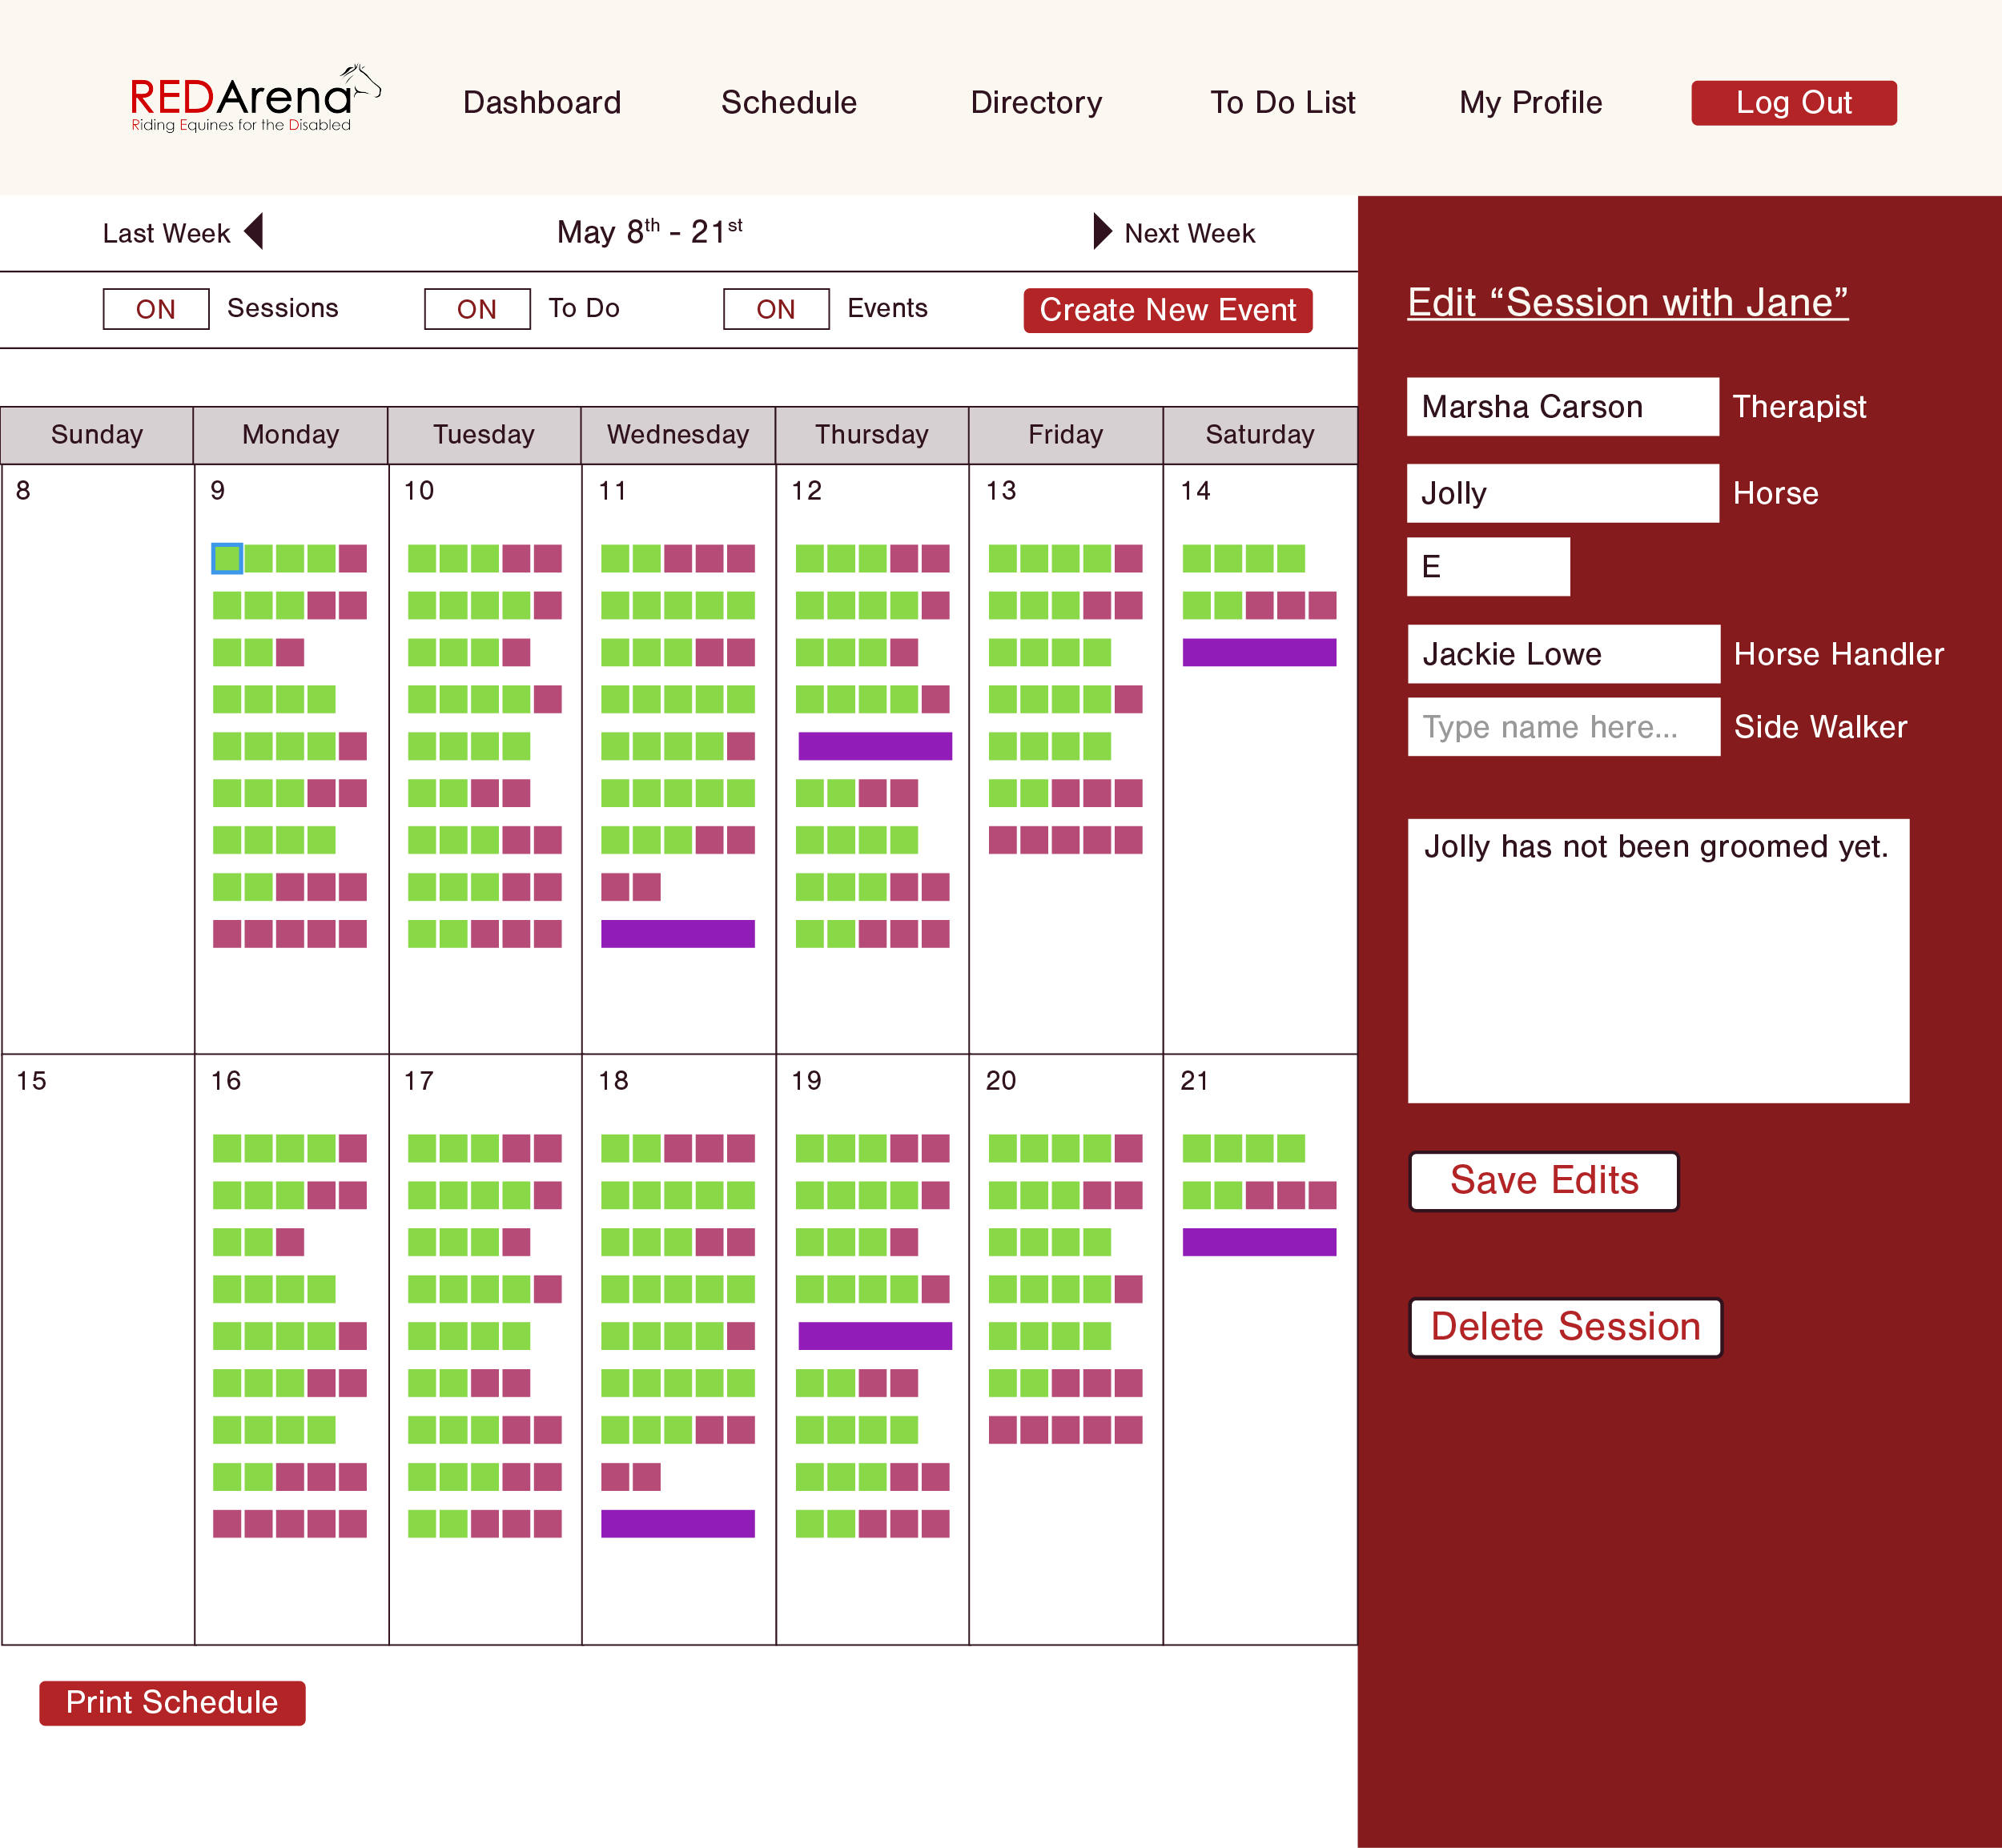 REDArena
Riding Equines for the Disabled
Dashboard
Schedule
Directory
To Do List
My Profile
Log Out
Last Week
May 8th - 21st
Next Week
ON Sessions
ON To Do
ON Events
Create New Event
Sunday
Monday
Tuesday
Wednesday
Thursday
Friday
Saturday
8
9
10
11
12
13
14
15
16
17
18
19
20
21
Print Schedule
Edit “Session with Jane”
Marsha Carson Therapist
Jolly Horse
E
Jackie Lowe Horse Handler
Type name here... Side Walker
Jolly has not been groomed yet.
Save Edits
Delete Session